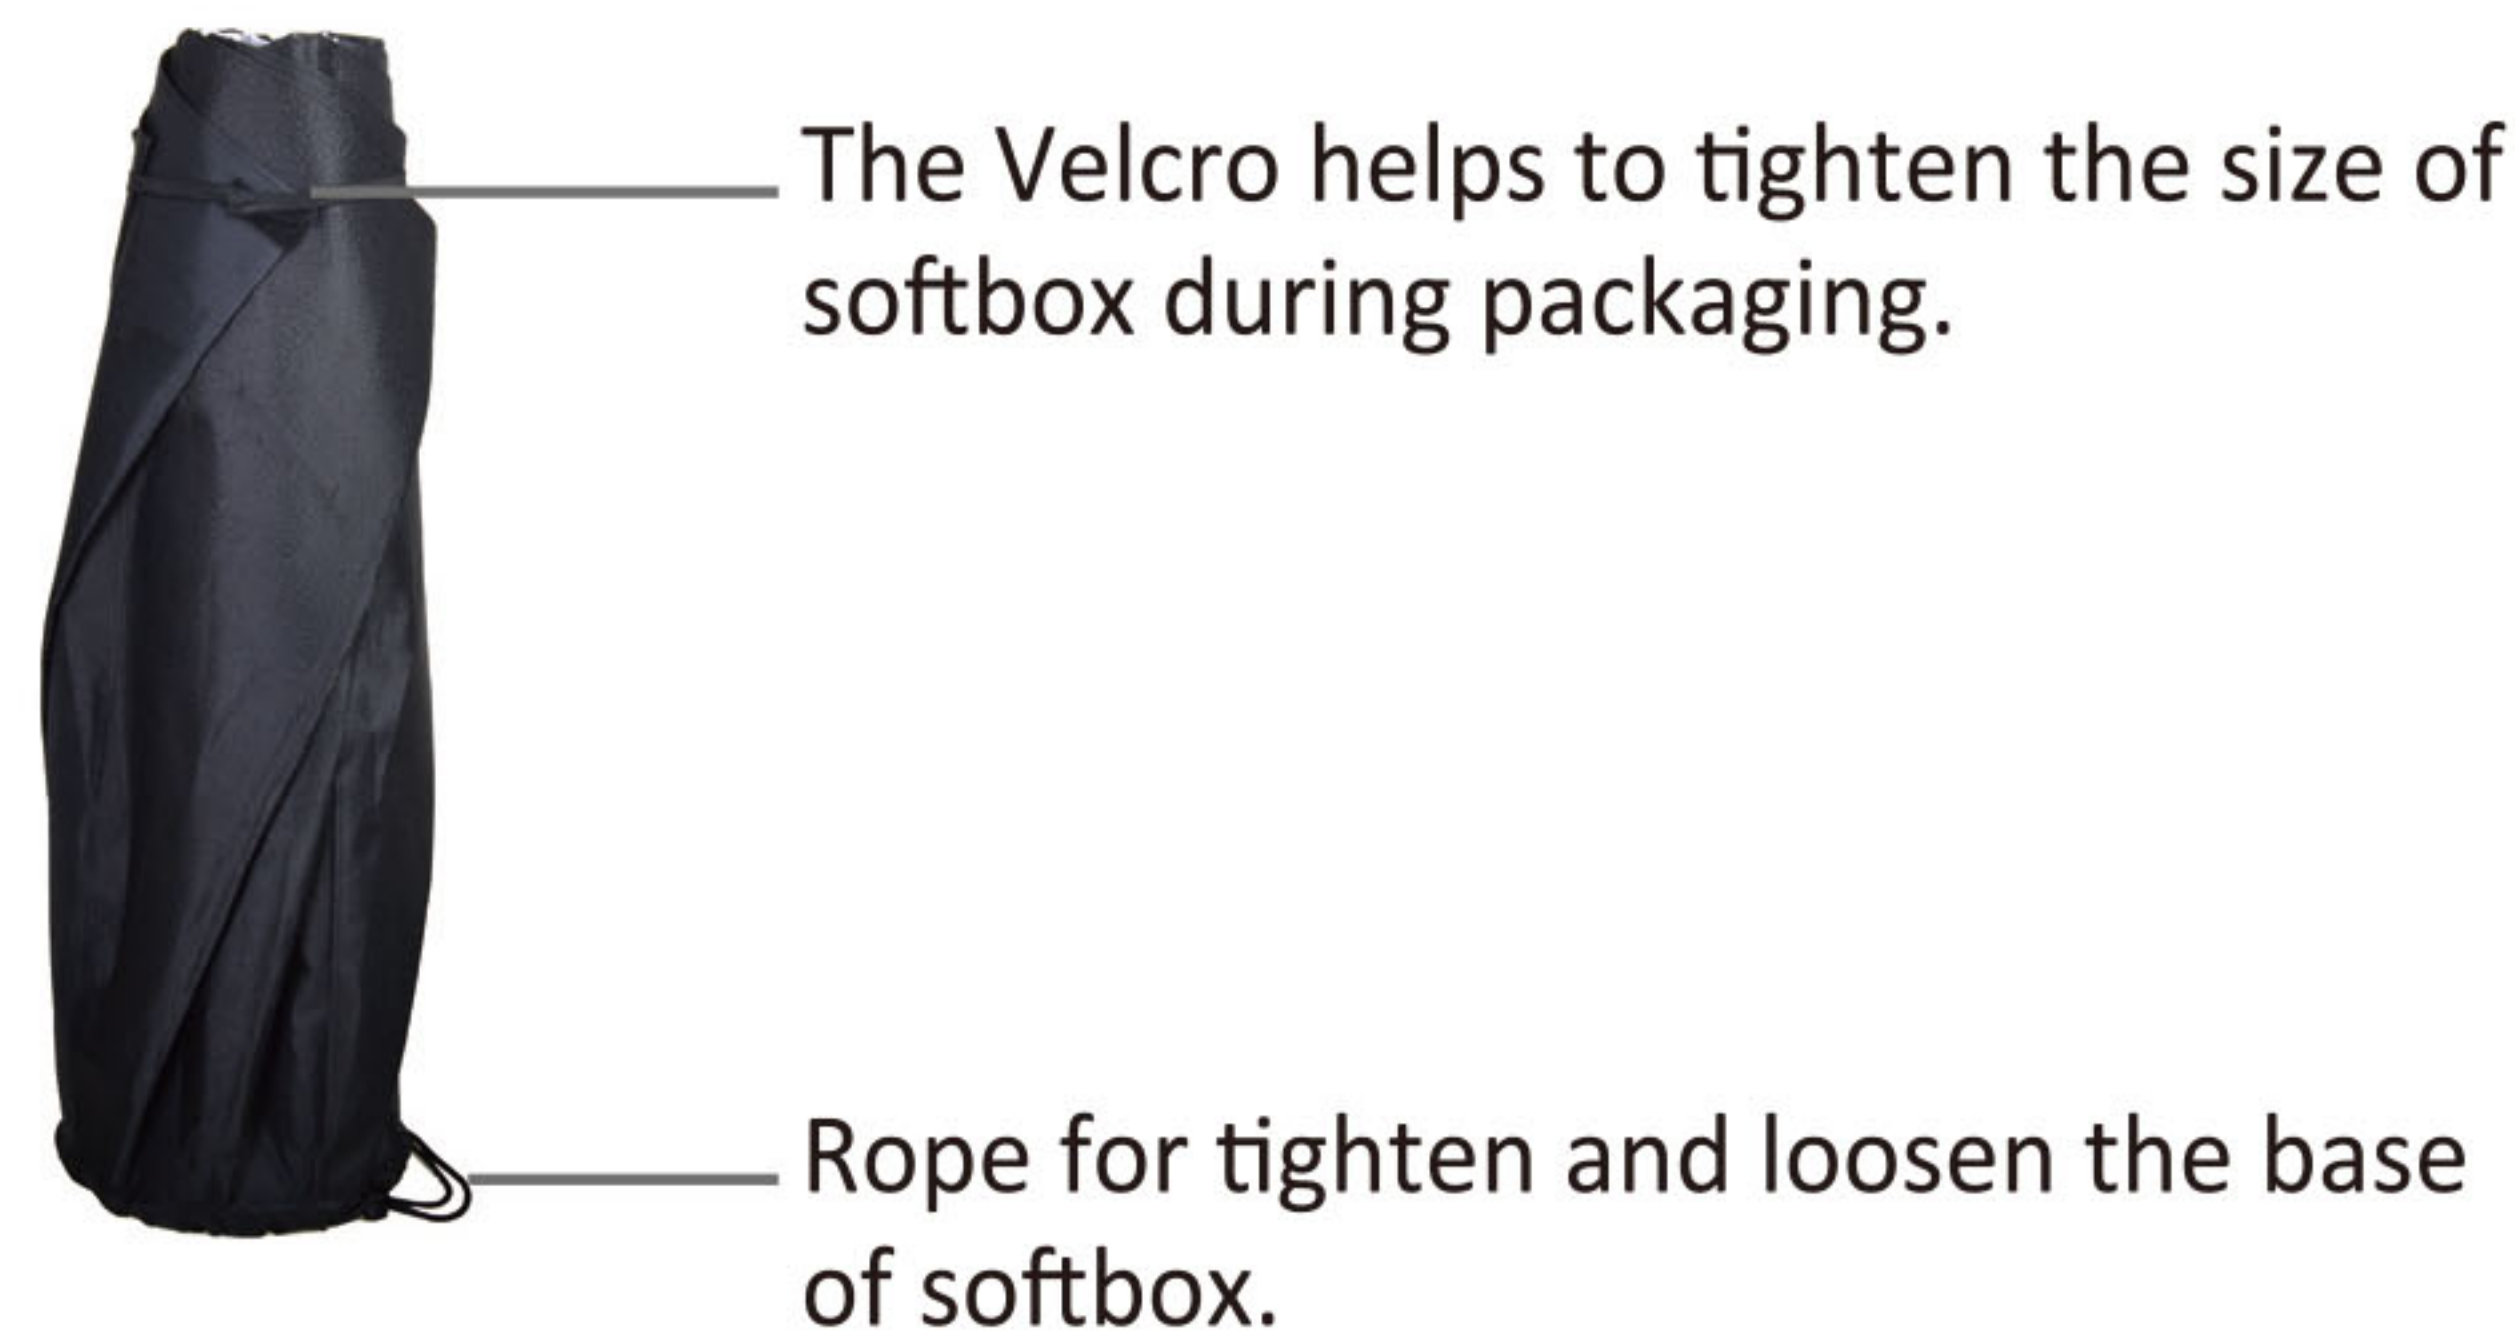 The Velcro helps to tighten the size of
softbox during packaging.
Rope for tighten and loosen the base
of softbox.